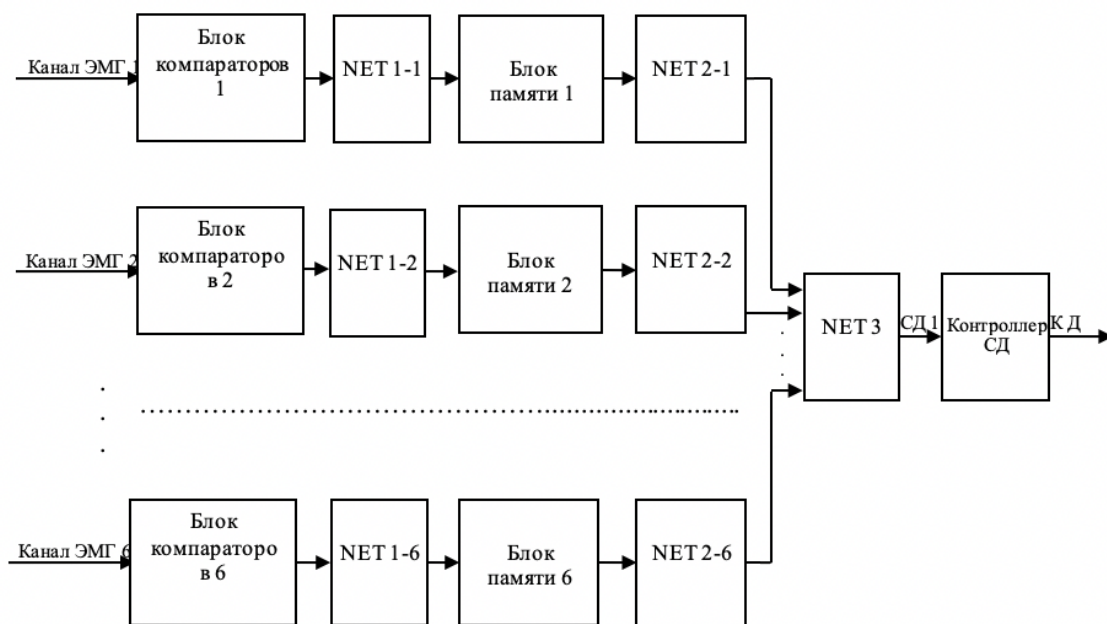 Канал ЭМГ 1
Блок
компараторов
1
NET 1-1
Блок
памяти 1
NET 2-1
Канал ЭМГ 2
Блок
компараторо
в 2
NET 1-2
Блок
памяти 2
NET 2-2
NET 3
СД 1
Контроллер
СД
К Д
Канал ЭМГ 6
Блок
компараторо
в 6
NET 1-6
Блок
памяти 6
NET 2-6